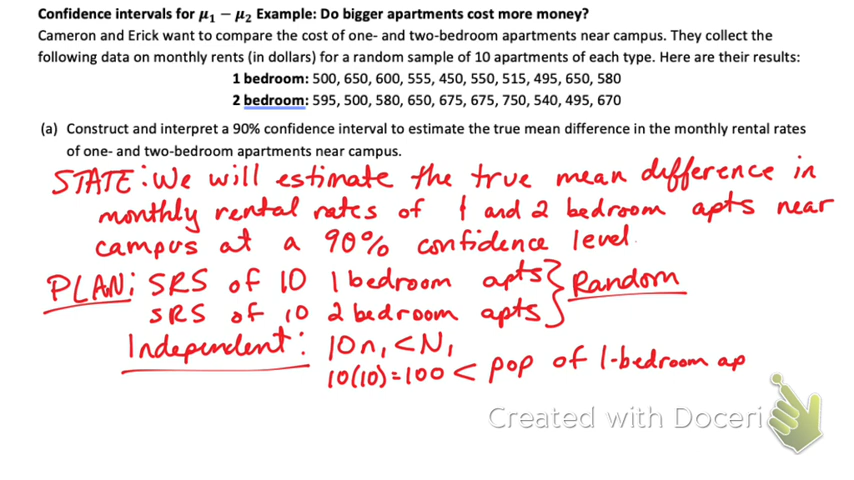 Confidence intervals for μ₁ − μ₂ Example: Do bigger apartments cost more money?
Cameron and Erick want to compare the cost of one- and two-bedroom apartments near campus. They collect the
following data on monthly rents (in dollars) for a random sample of 10 apartments of each type. Here are their results:
1 bedroom: 500, 650, 600, 555, 450, 550, 515, 495, 650, 580
2 bedroom: 595, 500, 580, 650, 675, 675, 750, 540, 495, 670
(a) Construct and interpret a 90% confidence interval to estimate the true mean difference in the monthly rental rates
of one- and two-bedroom apartments near campus.
STATE: We will estimate the true mean difference in
monthly rental rates of 1 and 2 bedroom apts near
campus at a 90% confidence level.
PLAN: SRS of 10 1 bedroom apts } Random
SRS of 10 2 bedroom apts
Independent: 10n₁ < N₁
10(10) = 100 < pop of 1-bedroom ap
Created with Doceri